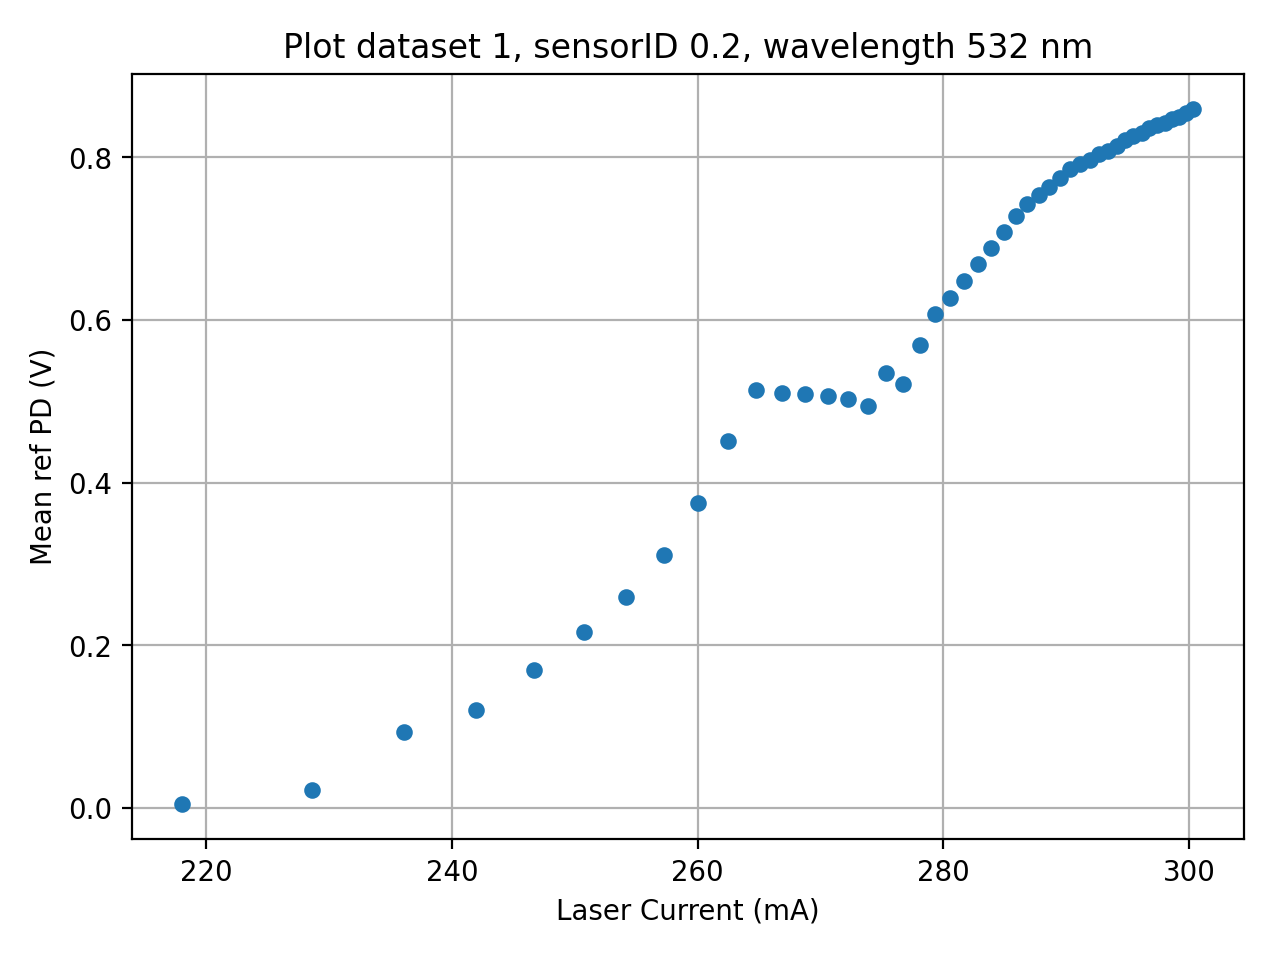 Plot dataset 1, sensorID 0.2, wavelength 532 nm
Mean ref PD (V)
0.8
0.6
0.4
0.2
0.0
220 240 260 280 300
Laser Current (mA)